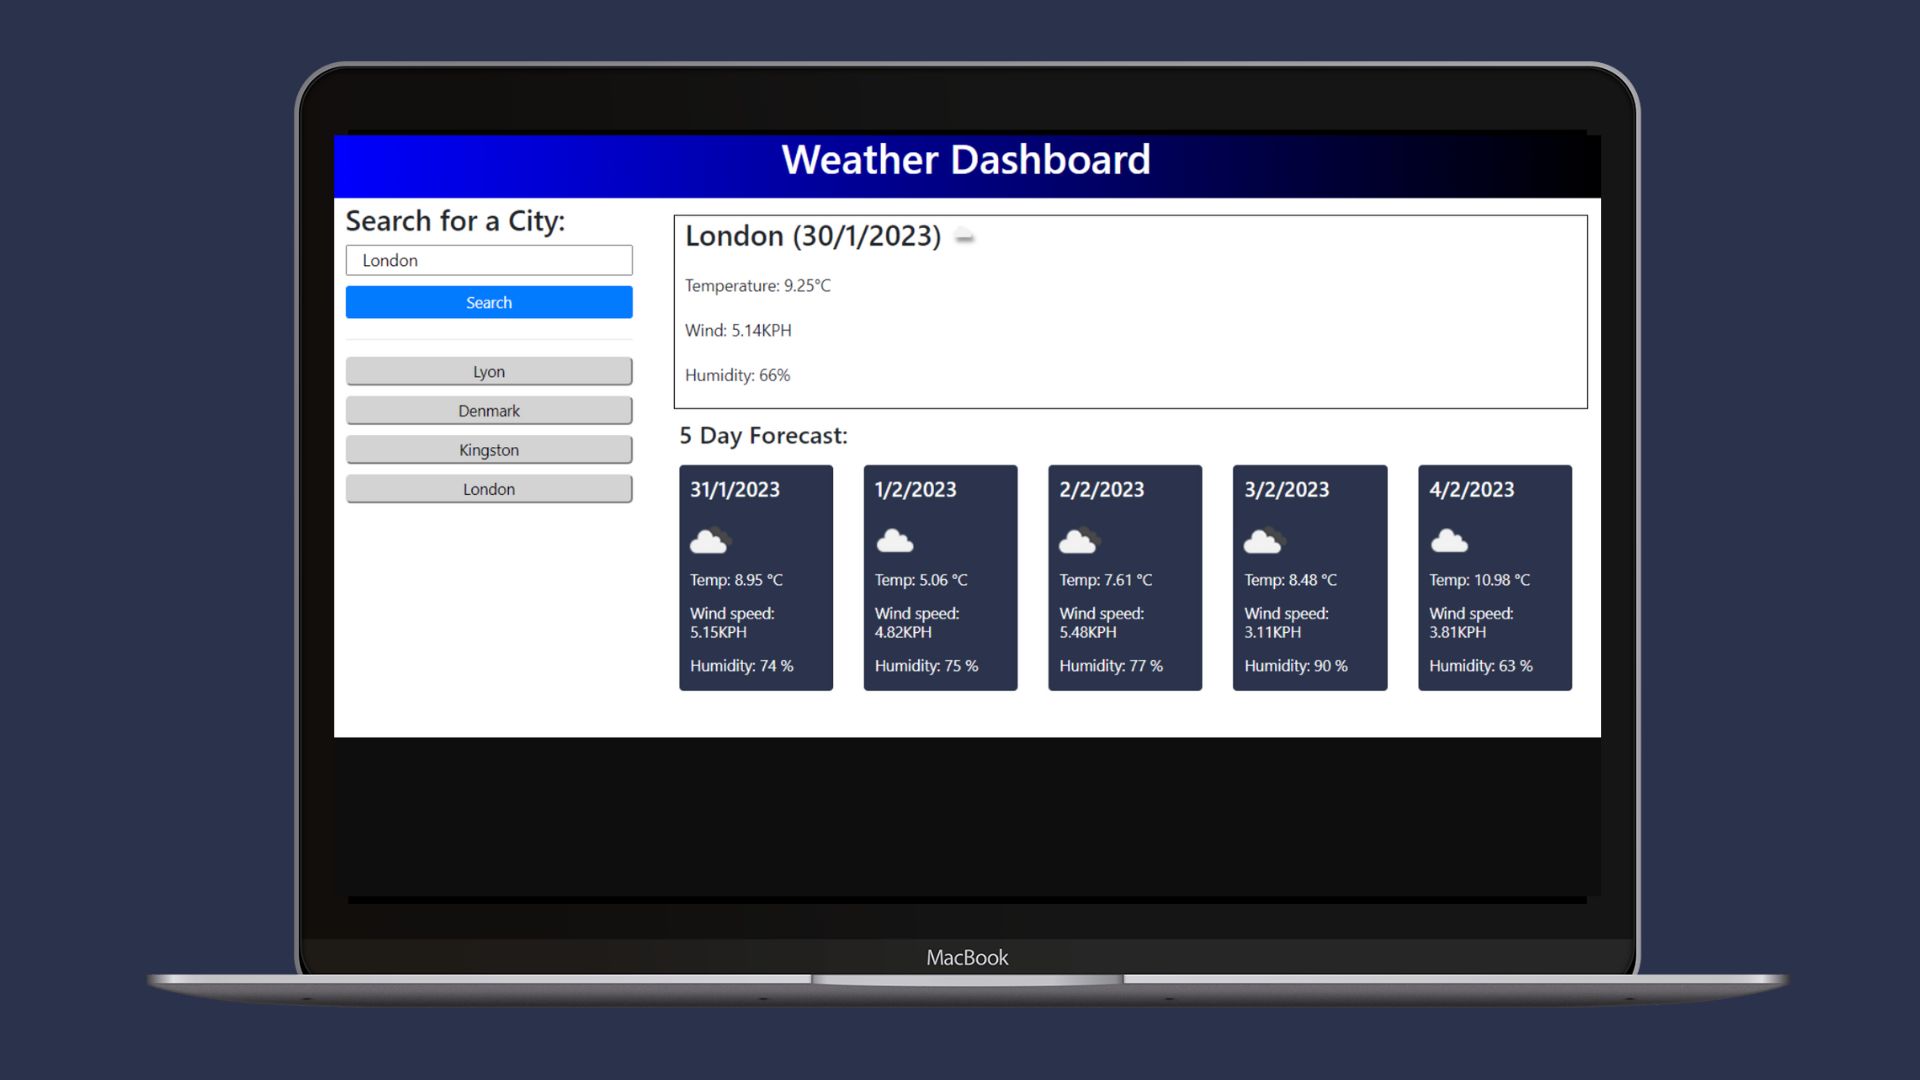 Weather Dashboard
Search for a City:
London
Search
Lyon
Denmark
Kingston
London
London (30/1/2023)
Temperature: 9.25°C
Wind: 5.14KPH
Humidity: 66%
5 Day Forecast:
31/1/2023
Temp: 8.95 °C
Wind speed:
5.15KPH
Humidity: 74 %
1/2/2023
Temp: 5.06 °C
Wind speed:
4.82KPH
Humidity: 75 %
2/2/2023
Temp: 7.61 °C
Wind speed:
5.48KPH
Humidity: 77 %
3/2/2023
Temp: 8.48 °C
Wind speed:
3.11KPH
Humidity: 90 %
4/2/2023
Temp: 10.98 °C
Wind speed:
3.81KPH
Humidity: 63 %
MacBook